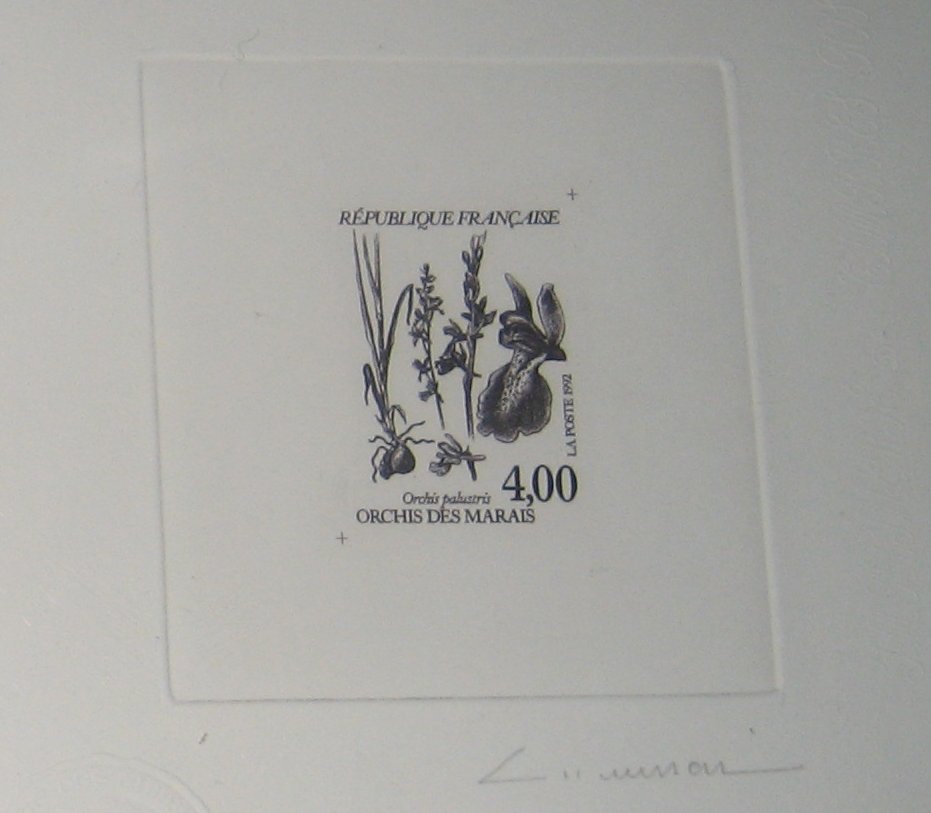 RÉPUBLIQUE FRANÇAISE
LA POSTE 1992
4,00
Orchis palustris
ORCHIS DES MARAIS